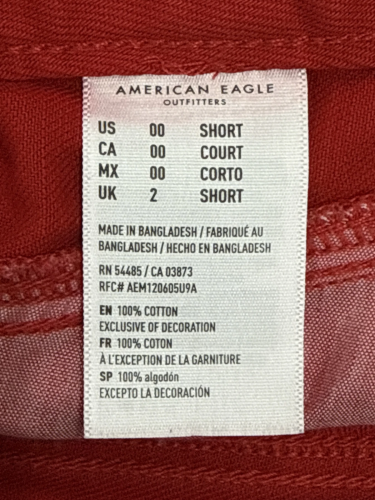 AMERICAN EAGLE
OUTFITTERS
US 00 SHORT
CA 00 COURT
MX 00 CORTO
UK 2 SHORT
MADE IN BANGLADESH / FABRIQUÉ AU
BANGLADESH / HECHO EN BANGLADESH
RN 54485 / CA 03873
RFC# AEM120605U9A
EN 100% COTTON
EXCLUSIVE OF DECORATION
FR 100% COTON
À L'EXCEPTION DE LA GARNITURE
SP 100% algodón
EXCEPTO LA DECORACIÓN